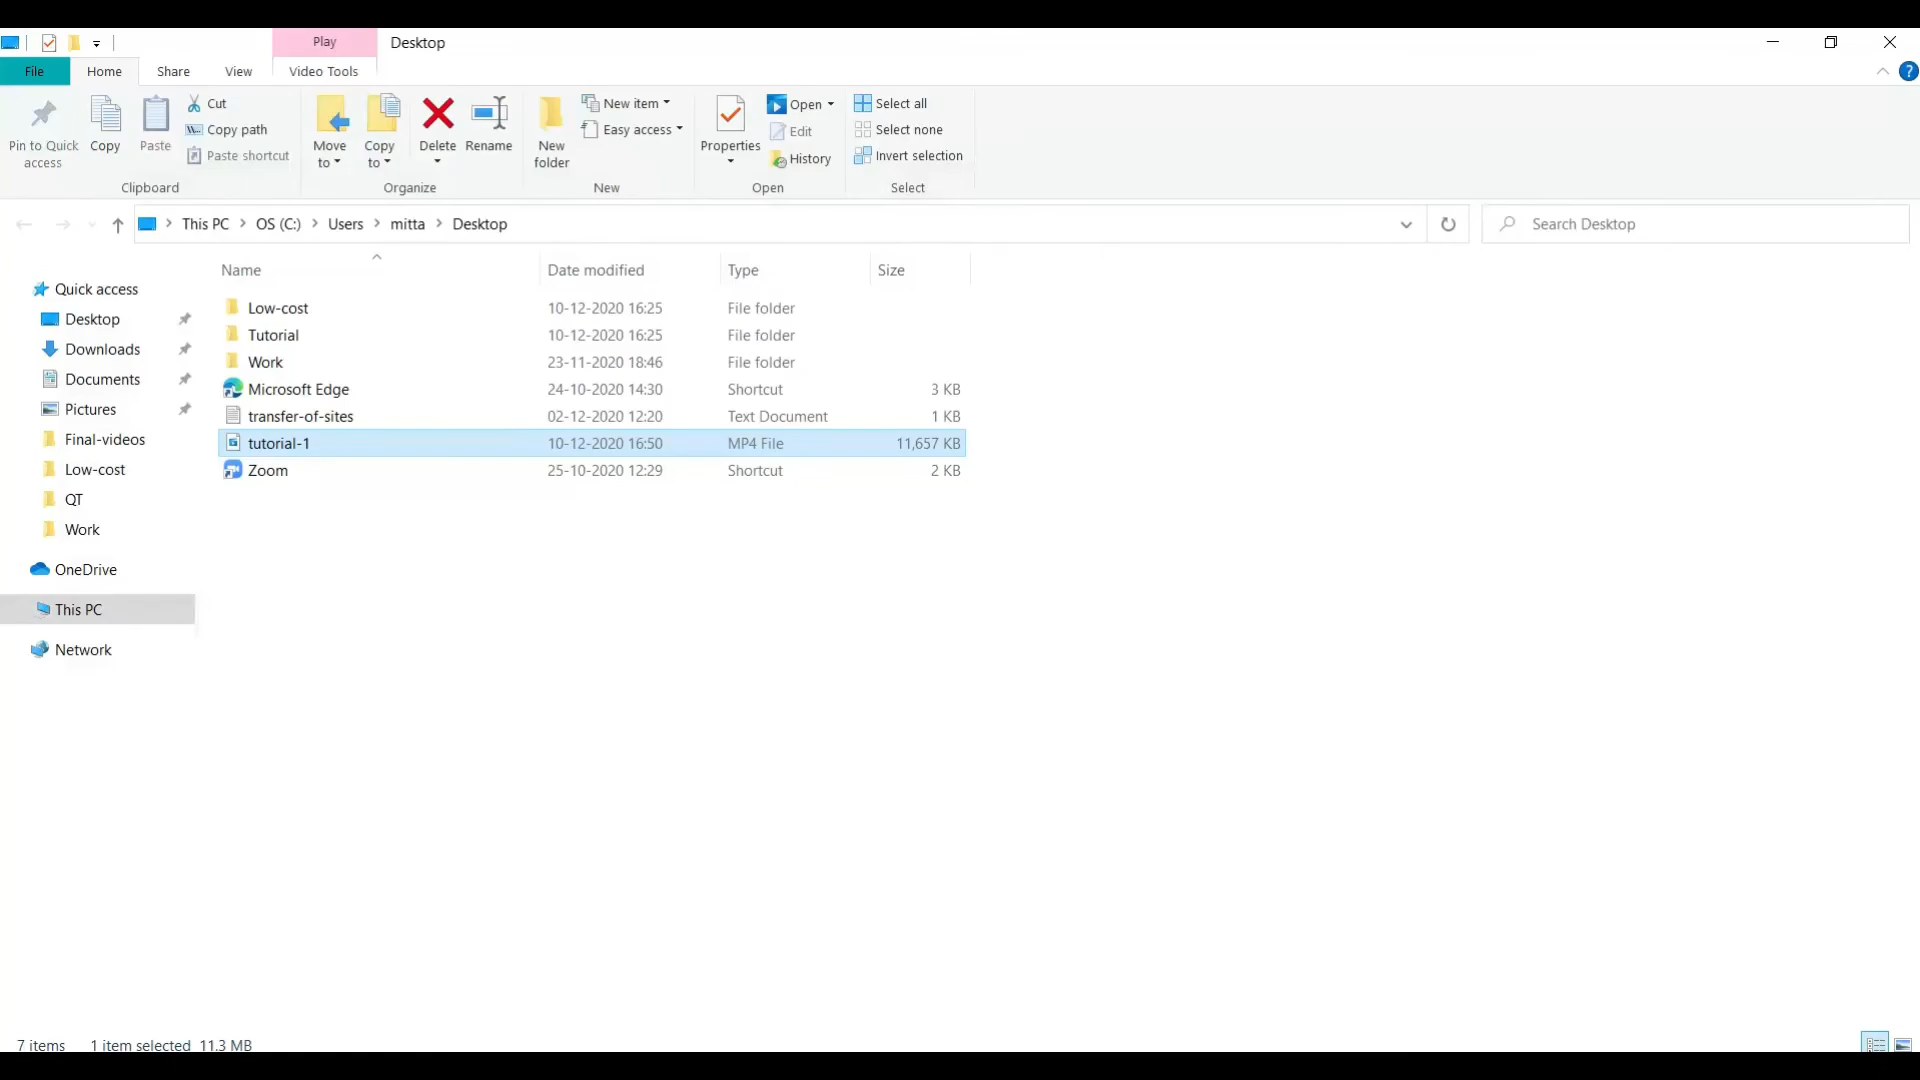 Play Desktop
File Home Share View Video Tools
Pin to Quick access
Copy
Paste
Cut
Copy path
Paste shortcut
Clipboard
Move to
Copy to
Delete
Rename
Organize
New folder
New item
Easy access
New
Properties
Open
Edit
History
Open
Select all
Select none
Invert selection
Select
This PC > OS (C:) > Users > mitta > Desktop
Search Desktop
Quick access
Desktop
Downloads
Documents
Pictures
Final-videos
Low-cost
QT
Work
OneDrive
This PC
Network
Name Date modified Type Size
Low-cost 10-12-2020 16:25 File folder
Tutorial 10-12-2020 16:25 File folder
Work 23-11-2020 18:46 File folder
Microsoft Edge 24-10-2020 14:30 Shortcut 3 KB
transfer-of-sites 02-12-2020 12:20 Text Document 1 KB
tutorial-1 10-12-2020 16:50 MP4 File 11,657 KB
Zoom 25-10-2020 12:29 Shortcut 2 KB
7 items 1 item selected 11.3 MB